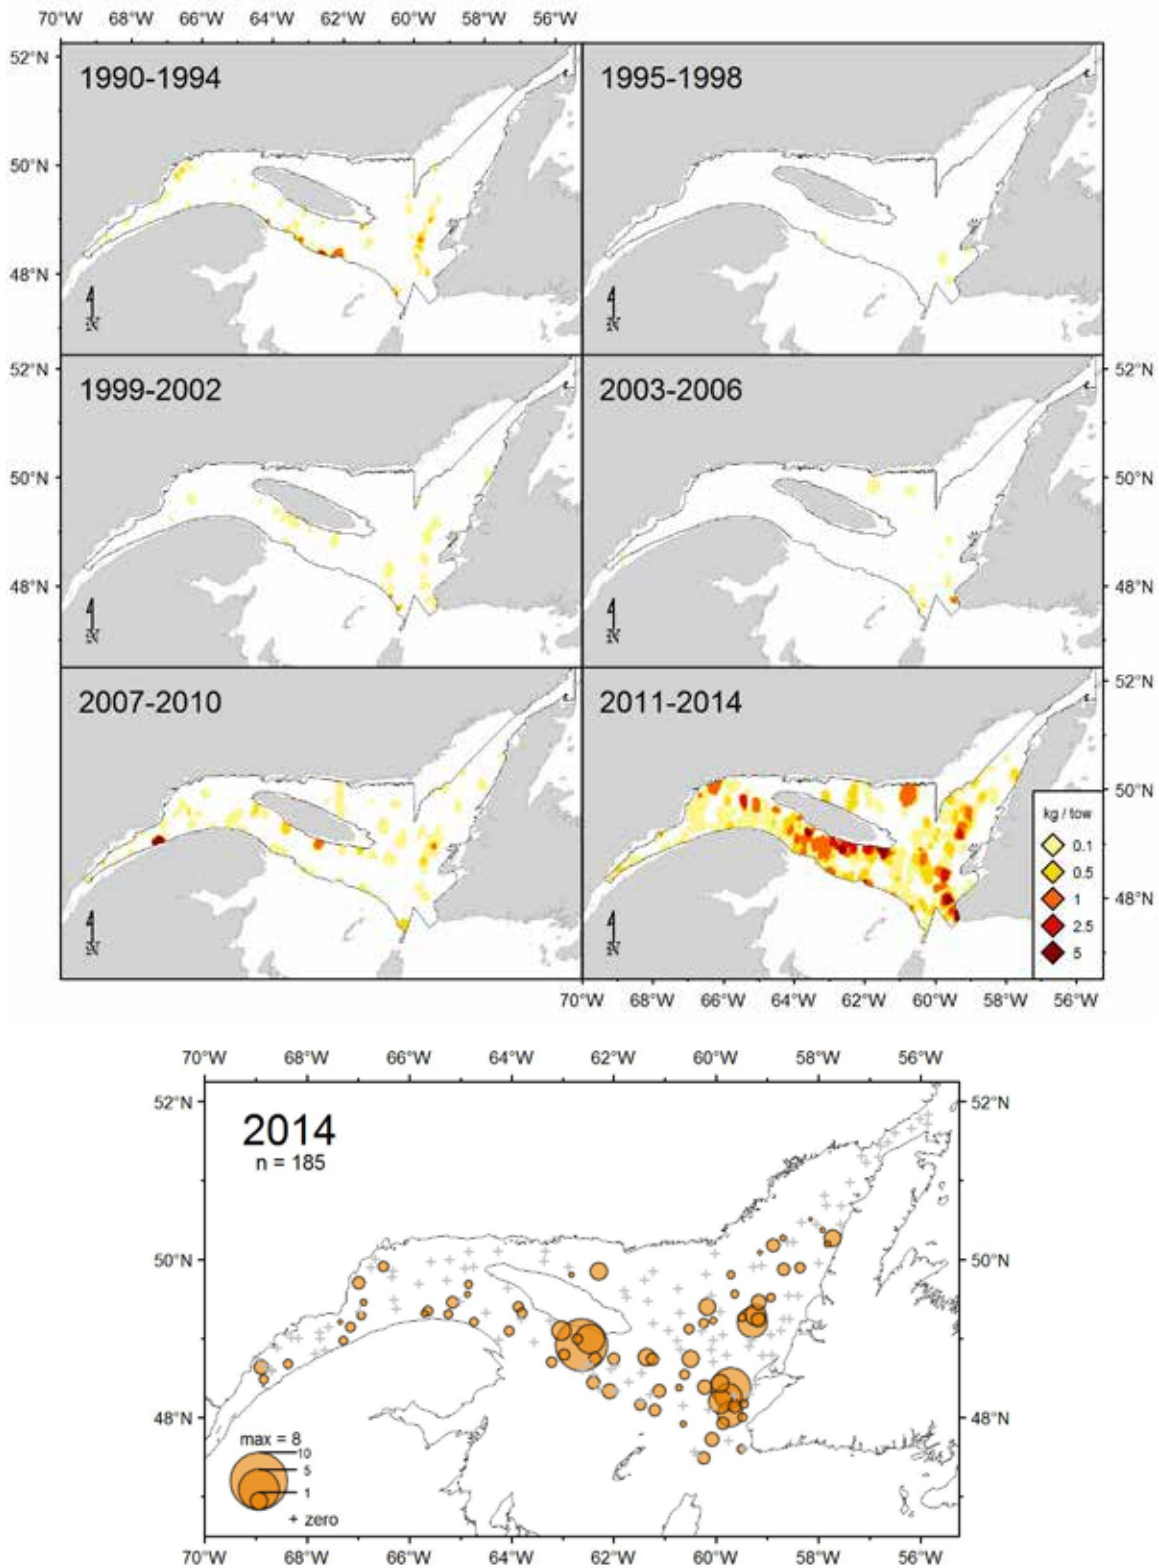 70°W 68°W 66°W 64°W 62°W 60°W 58°W 56°W
52°N
1990-1994
1995-1998
50°N
48°N
N
52°N
52°N
1999-2002
2003-2006
50°N
50°N
48°N
48°N
N
N
52°N
2007-2010
2011-2014
50°N
kg / tow
0.1
0.5
48°N
1
2.5
5
N
N
70°W 68°W 66°W 64°W 62°W 60°W 58°W 56°W
70°W 68°W 66°W 64°W 62°W 60°W 58°W 56°W
52°N
52°N
2014
n = 185
50°N
50°N
48°N
48°N
max = 8
10
5
1
+ zero
70°W 68°W 66°W 64°W 62°W 60°W 58°W 56°W